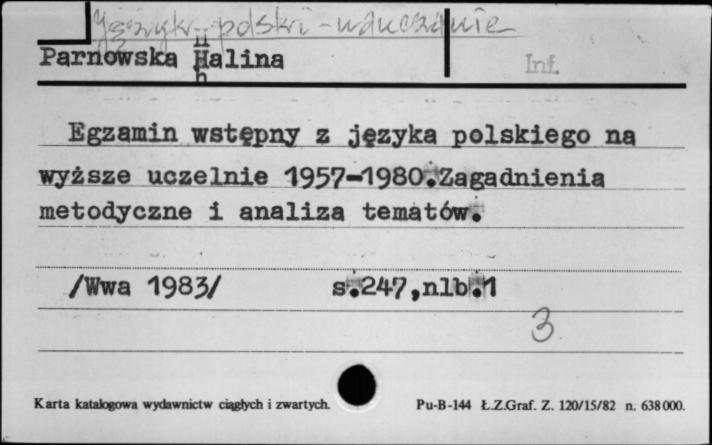 Język polski - nauczanie
Parnowska Halina
Inf.
Egzamin wstępny z języka polskiego na
wyższe uczelnie 1957-1980.Zagadnienia
metodyczne i analiza tematów.
/Wwa 1983/ s.247,nlb.1
3
Karta katalogowa wydawnictw ciągłych i zwartych. Pu-B-144 Ł.Z.Graf. Z. 120/15/82 n. 638000.